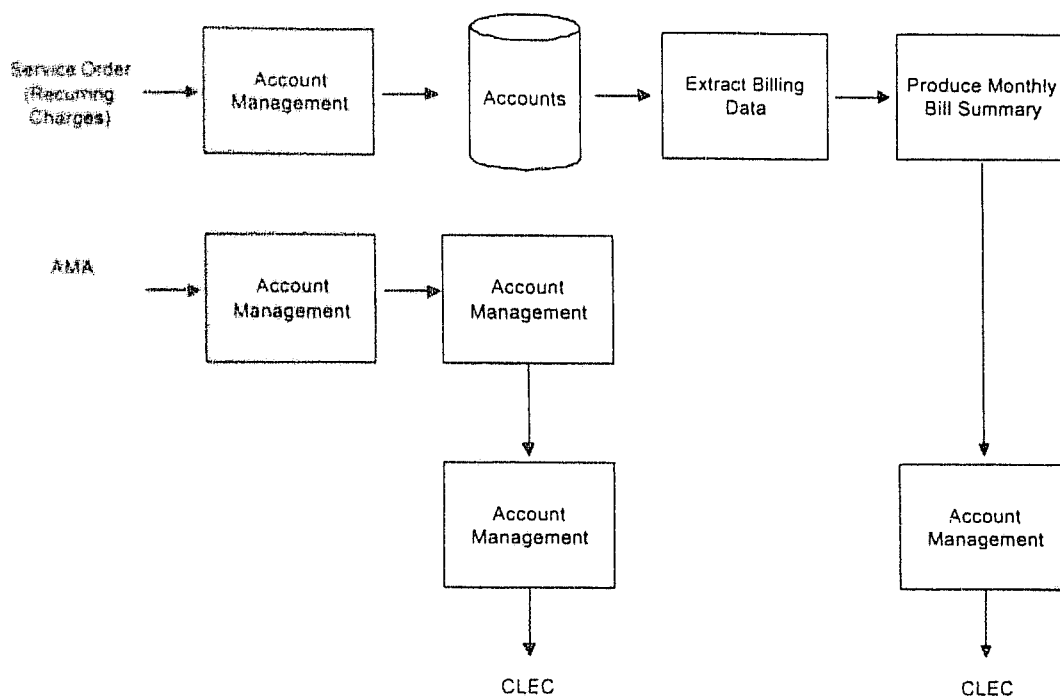 Service Order
(Recurring
Charges)
Account
Management
Accounts
Extract Billing
Data
Produce Monthly
Bill Summary
AMA
Account
Management
Account
Management
Account
Management
Account
Management
CLEC
CLEC